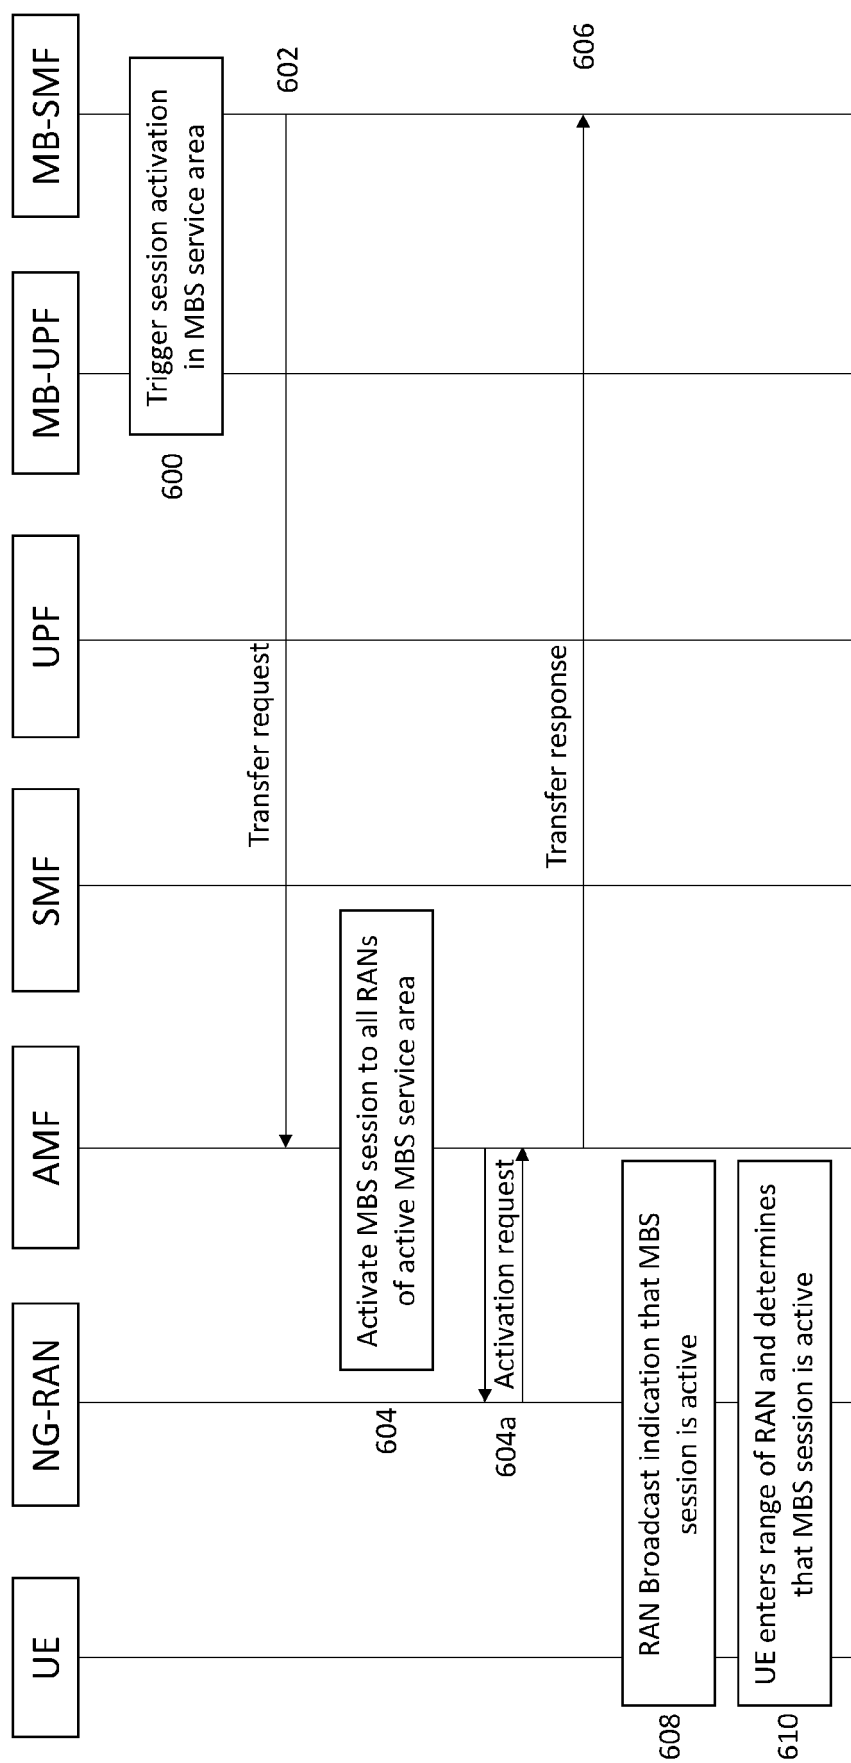 UE
NG-RAN
AMF
SMF
UPF
MB-UPF
MB-SMF
600
Trigger session activation
in MBS service area
Transfer request
602
604
Activate MBS session to all RANs
of active MBS service area
604a
Activation request
Transfer response
606
608
RAN Broadcast indication that MBS
session is active
610
UE enters range of RAN and determines
that MBS session is active